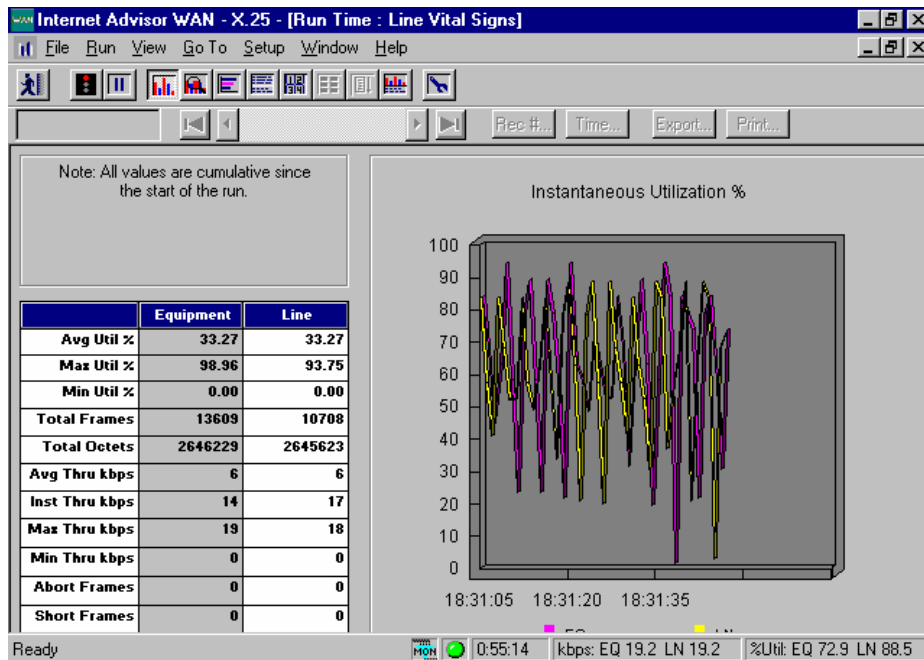 Internet Advisor WAN - X.25 - [Run Time : Line Vital Signs]
File Run View Go To Setup Window Help
Rec #... Time... Export... Print...
Note: All values are cumulative since
the start of the run.
Equipment Line
Avg Util % 33.27 33.27
Max Util % 98.96 93.75
Min Util % 0.00 0.00
Total Frames 13609 10708
Total Octets 2646229 2645623
Avg Thru kbps 6 6
Inst Thru kbps 14 17
Max Thru kbps 19 18
Min Thru kbps 0 0
Abort Frames 0 0
Short Frames 0 0
Instantaneous Utilization %
100
90
80
70
60
50
40
30
20
10
0
18:31:05 18:31:20 18:31:35
Ready MON 0:55:14 kbps: EQ 19.2 LN 19.2 %Util: EQ 72.9 LN 88.5